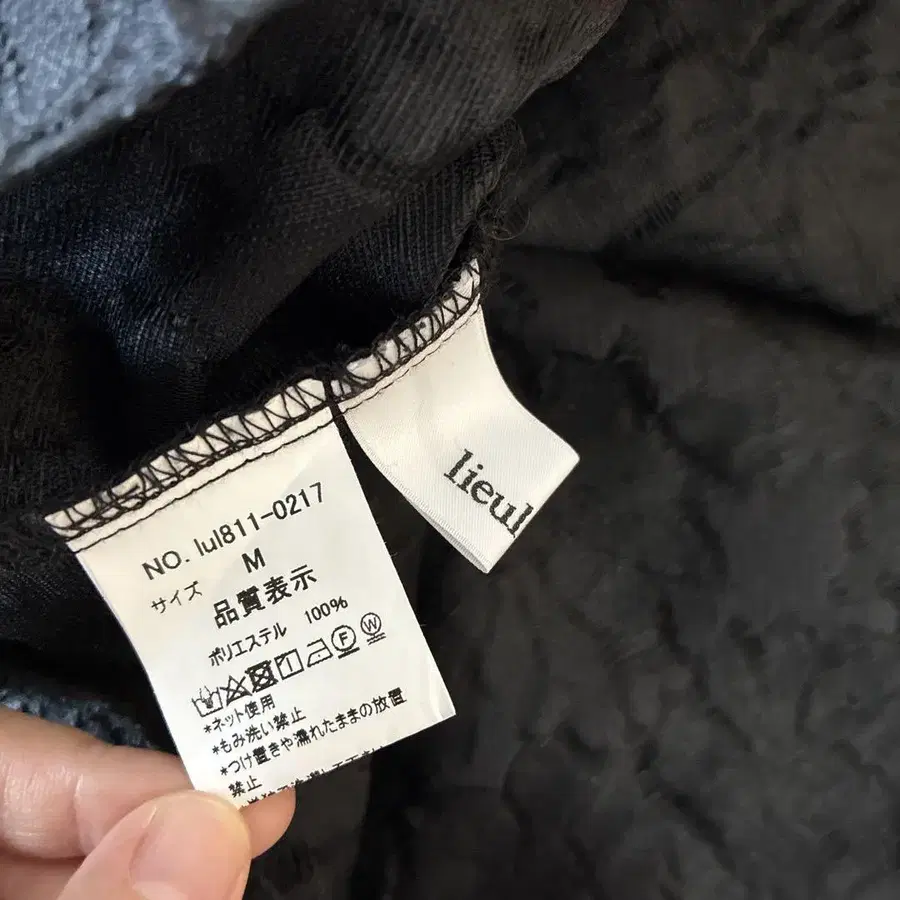 NO. lul811-0217
サイズ M
品質表示
ポリエステル 100%
F W
*ネット使用
*もみ洗い禁止
*つけ置きや濡れたままの放置
禁止
lieul